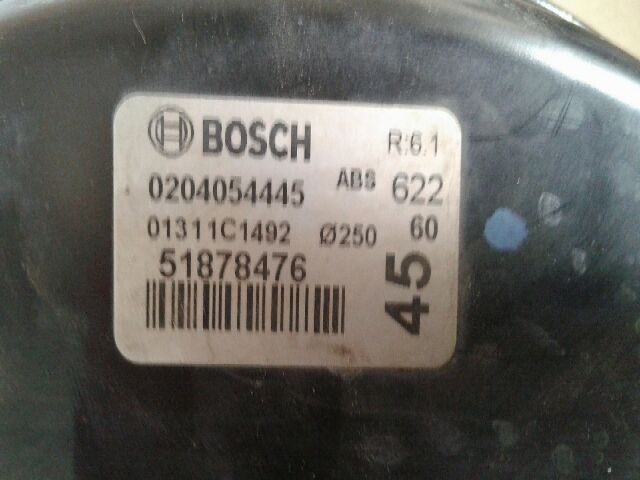 BOSCH R:6.1
0204054445 ABS 622
01311C1492 Ø250 60
51878476
45